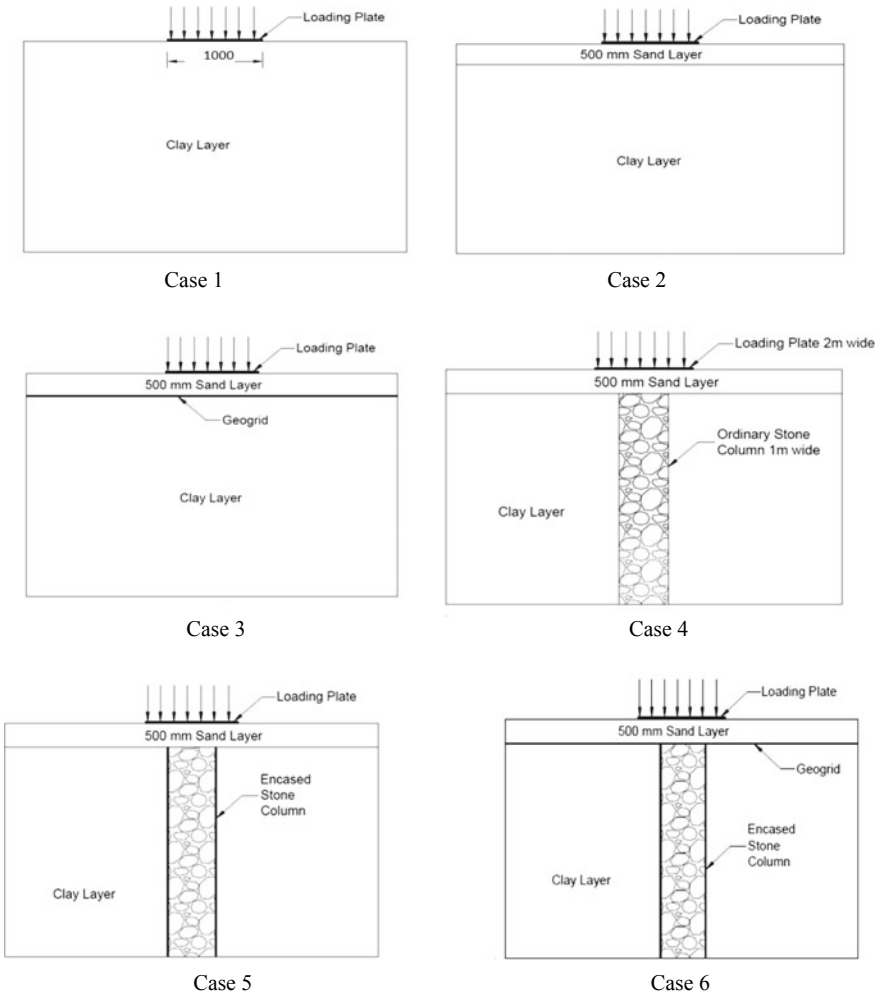 Loading Plate
1000
Clay Layer
Case 1
Loading Plate
500 mm Sand Layer
Clay Layer
Case 2
Loading Plate
500 mm Sand Layer
Geogrid
Clay Layer
Case 3
Loading Plate 2m wide
500 mm Sand Layer
Ordinary Stone
Column 1m wide
Clay Layer
Case 4
Loading Plate
500 mm Sand Layer
Encased
Stone
Column
Clay Layer
Case 5
Loading Plate
500 mm Sand Layer
Geogrid
Encased
Stone
Column
Clay Layer
Case 6